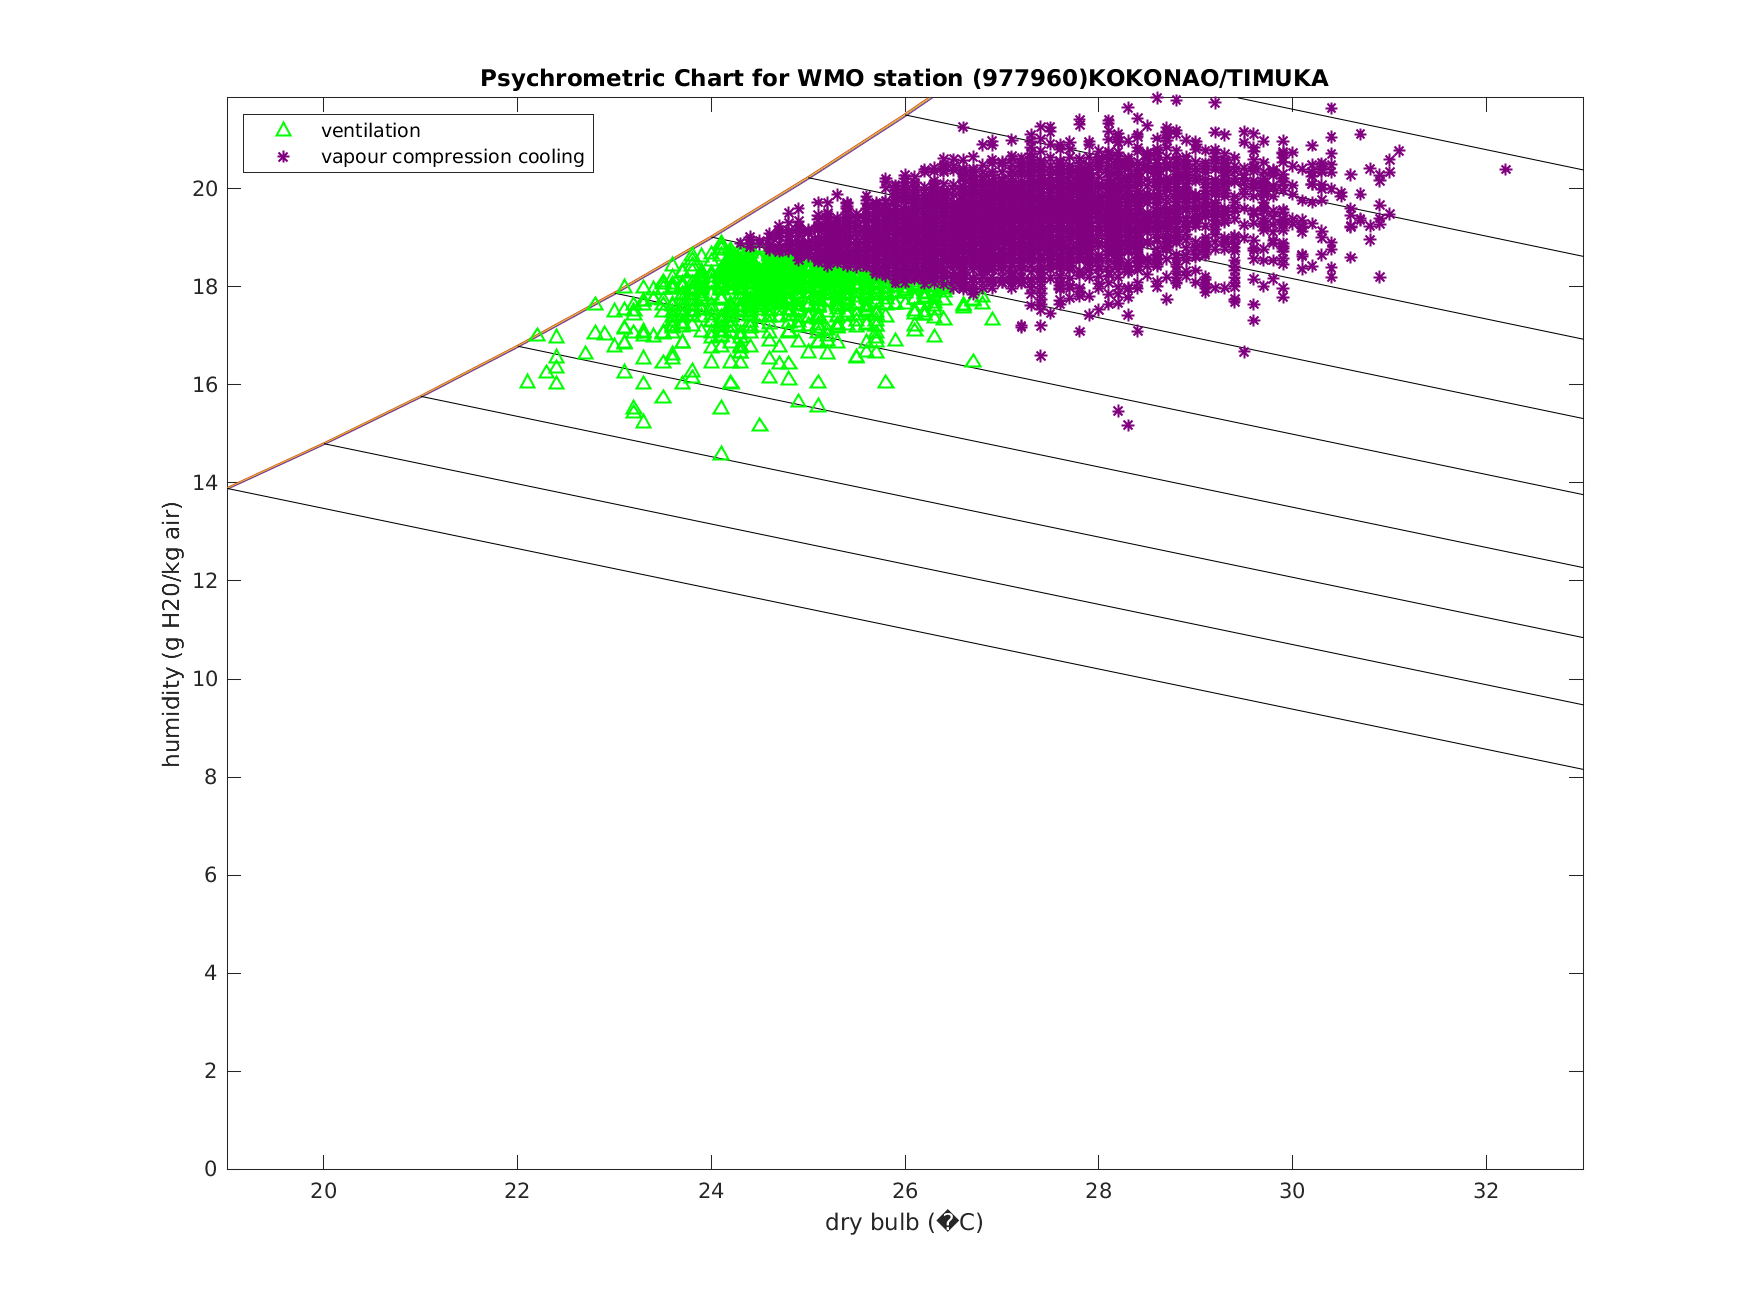 Psychrometric Chart for WMO station (977960)KOKONAO/TIMUKA
ventilation
vapour compression cooling
humidity (g H20/kg air)
20
18
16
14
12
10
8
6
4
2
0
20 22 24 26 28 30 32
dry bulb (�C)